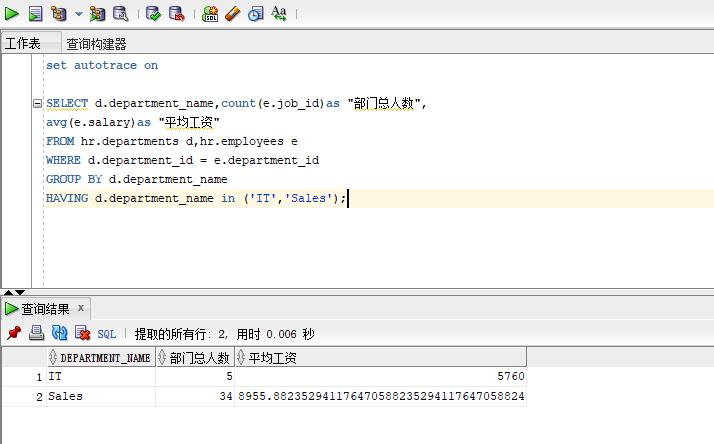 SQL
Aa
工作表 查询构建器
set autotrace on
SELECT d.department_name,count(e.job_id)as "部门总人数",
avg(e.salary)as "平均工资"
FROM hr.departments d,hr.employees e
WHERE d.department_id = e.department_id
GROUP BY d.department_name
HAVING d.department_name in ('IT','Sales');
查询结果 x
SQL | 提取的所有行: 2, 用时 0.006 秒
DEPARTMENT_NAME 部门总人数 平均工资
1 IT 5 5760
2 Sales 34 8955.88235294117647058823529411764705882​4